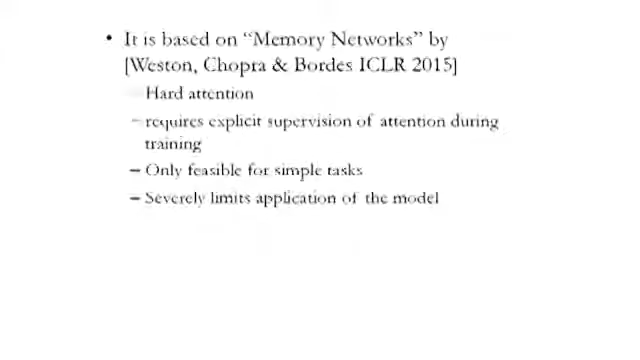 • It is based on “Memory Networks” by
[Weston, Chopra & Bordes ICLR 2015]
Hard attention
– requires explicit supervision of attention during
training
– Only feasible for simple tasks
– Severely limits application of the model